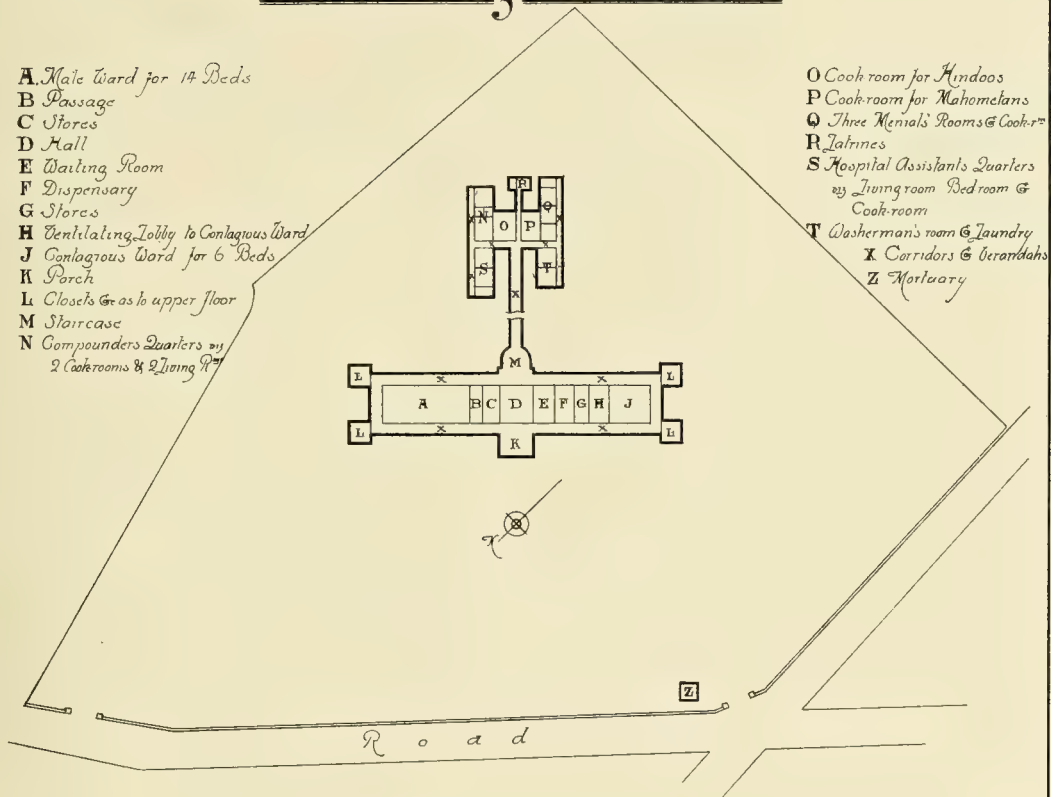 5
A. Male Ward for 14 Beds
B Passage
C Stores
D Hall
E Waiting Room
F Dispensary
G Stores
H Ventilating Lobby to Contagious Ward
J Contagious Ward for 6 Beds
K Porch
L Closets &c as to upper floor
M Staircase
N Compounders Quarters viz
2 Cookrooms & 2 Living Rms
O Cook room for Hindoos
P Cook-room for Mahometans
Q Three Menials' Rooms & Cook-rm
R Latrines
S Hospital Assistants Quarters
viz Living room Bedroom &
Cook-room
T Washerman's room & Laundry
X Corridors & Verandahs
Z Mortuary
R
N O P Q
X X
S T
X
M
L X X L
A B C D E F G H J
L X X L
K
N
Z
Road